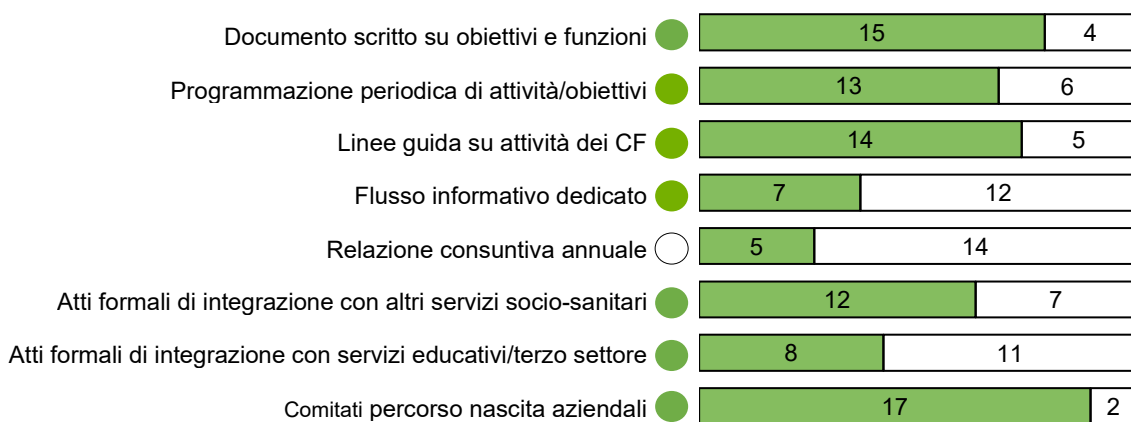 Documento scritto su obiettivi e funzioni 15 4
Programmazione periodica di attività/obiettivi 13 6
Linee guida su attività dei CF 14 5
Flusso informativo dedicato 7 12
Relazione consuntiva annuale 5 14
Atti formali di integrazione con altri servizi socio-sanitari 12 7
Atti formali di integrazione con servizi educativi/terzo settore 8 11
Comitati percorso nascita aziendali 17 2